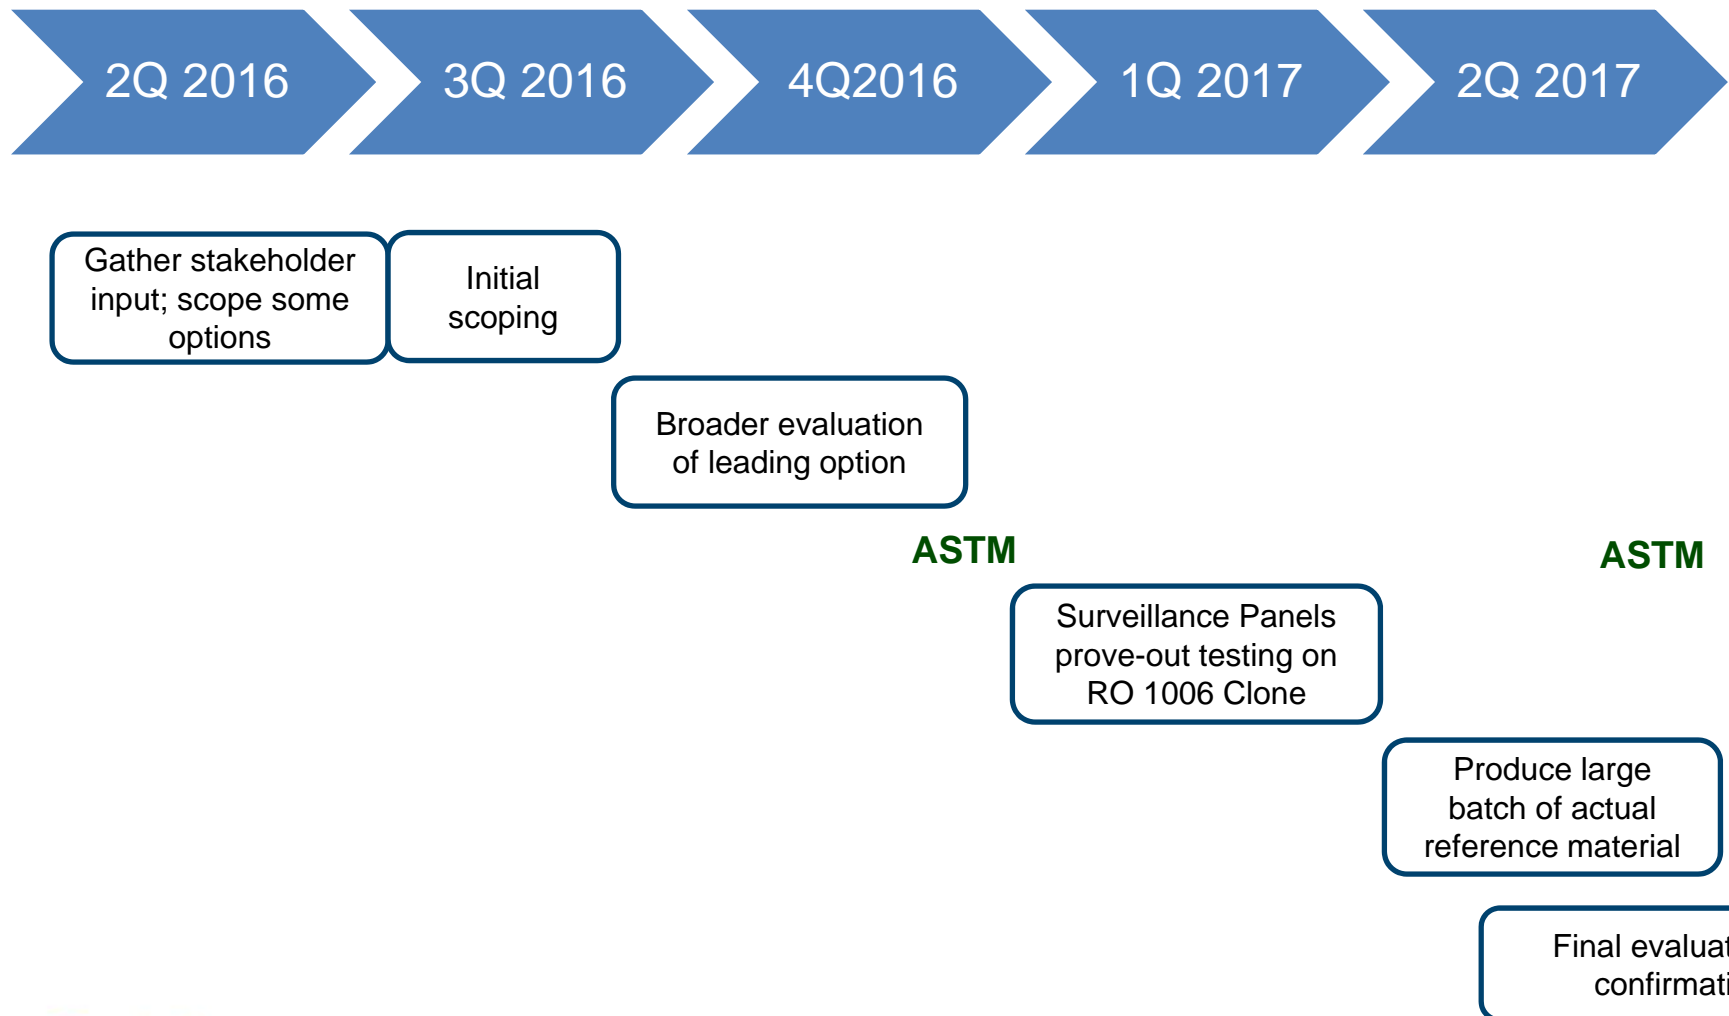 2Q 2016
3Q 2016
4Q2016
1Q 2017
2Q 2017
Gather stakeholder
input; scope some
options
Initial
scoping
Broader evaluation
of leading option
ASTM
ASTM
Surveillance Panels
prove-out testing on
RO 1006 Clone
Produce large
batch of actual
reference material
Final